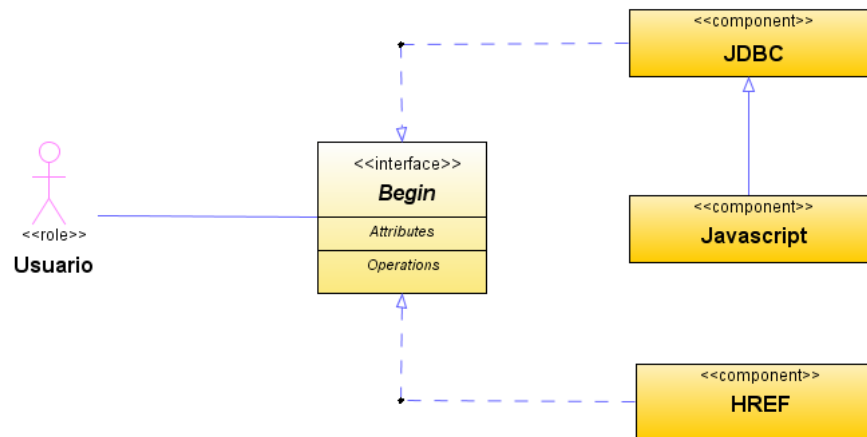 <<component>>
JDBC
<<interface>>
Begin
Attributes
Operations
<<role>>
Usuario
<<component>>
Javascript
<<component>>
HREF